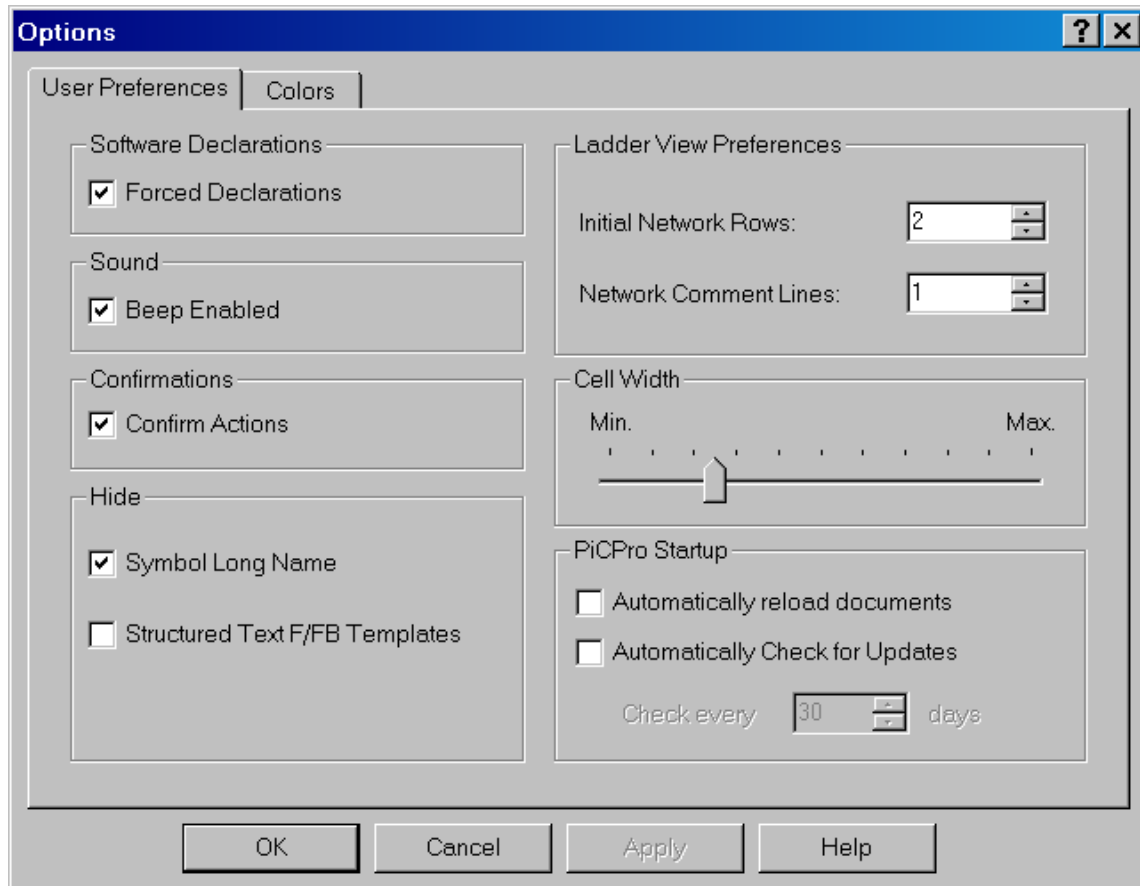 Options
User Preferences
Colors
Software Declarations
Forced Declarations
Sound
Beep Enabled
Confirmations
Confirm Actions
Hide
Symbol Long Name
Structured Text F/FB Templates
Ladder View Preferences
Initial Network Rows: 2
Network Comment Lines: 1
Cell Width
Min. Max.
PiCPro Startup
Automatically reload documents
Automatically Check for Updates
Check every 30 days
OK Cancel Apply Help